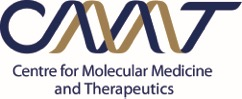 CMMT
Centre for Molecular Medicine
and Therapeutics